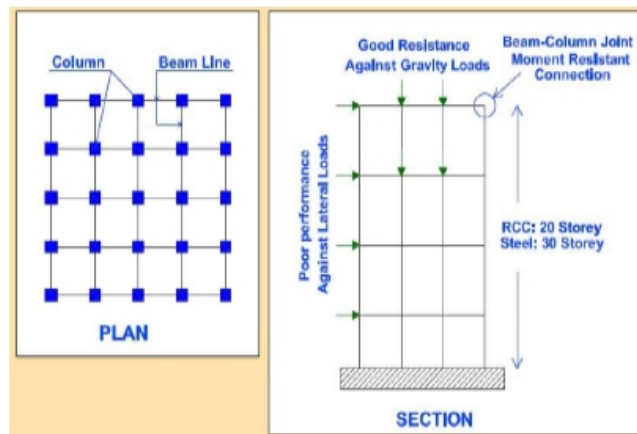 Column
Beam Line
PLAN
Good Resistance
Against Gravity Loads
Beam-Column Joint
Moment Resistant
Connection
Poor performance
Against Lateral Loads
RCC: 20 Storey
Steel: 30 Storey
SECTION